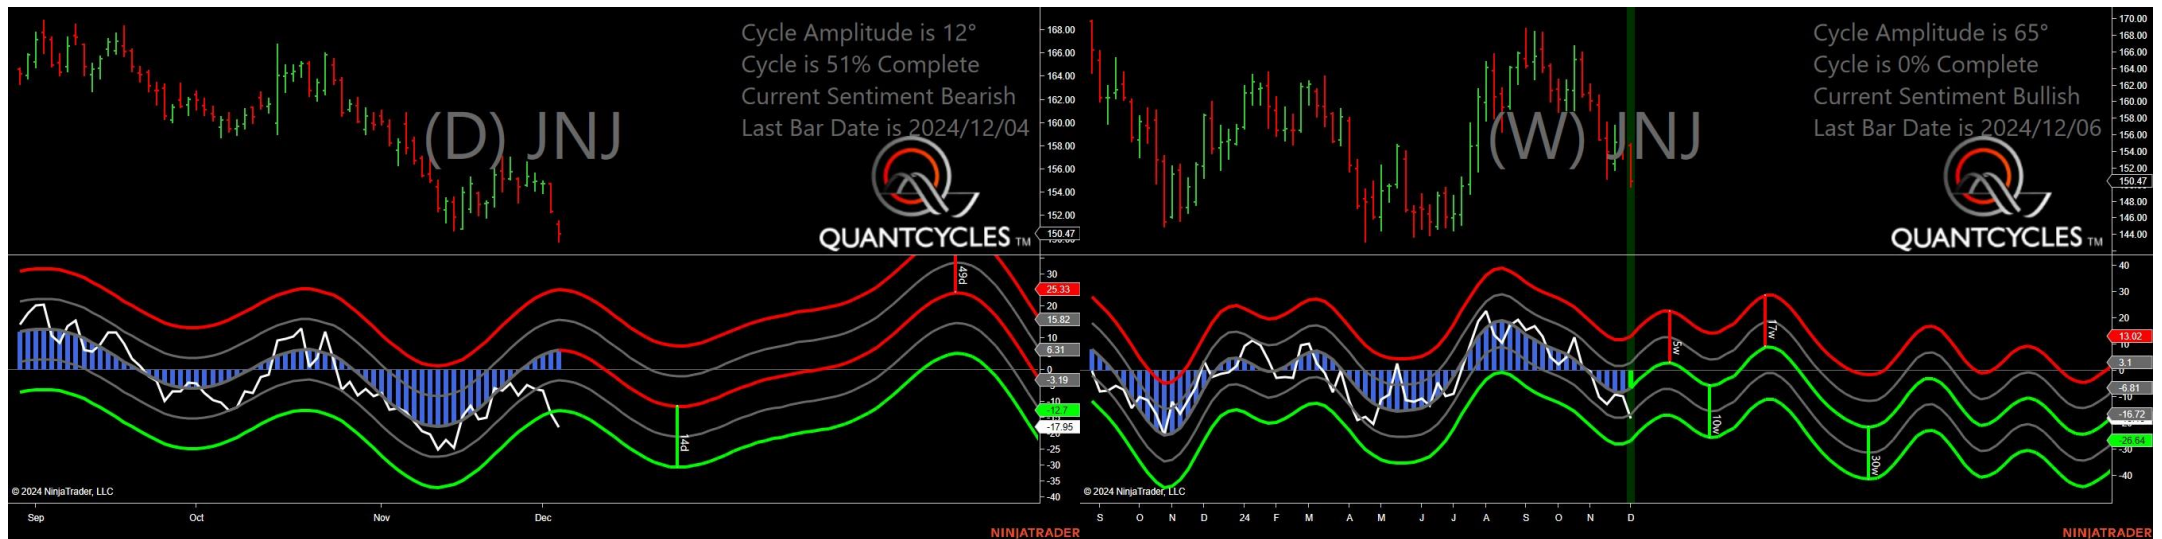 Cycle Amplitude is 12°
Cycle is 51% Complete
Current Sentiment Bearish
Last Bar Date is 2024/12/04
(D) JNJ
QUANTCYCLES TM
168.00
166.00
164.00
162.00
160.00
158.00
156.00
154.00
152.00
150.47
30
25.33
20
15.82
10
6.31
0
-3.19
-10
-12.7
-17.95
-25
-30
-35
-40
49d
14d
© 2024 NinjaTrader, LLC
Sep Oct Nov Dec
NINJATRADER
Cycle Amplitude is 65°
Cycle is 0% Complete
Current Sentiment Bullish
Last Bar Date is 2024/12/06
(W) JNJ
QUANTCYCLES TM
170.00
168.00
166.00
164.00
162.00
160.00
158.00
156.00
154.00
152.00
150.47
148.00
146.00
144.00
40
30
20
13.02
10
3.1
0
-6.81
-10
-16.72
-26.64
-30
-40
5w
10w
17w
30w
© 2024 NinjaTrader, LLC
S O N D 24 F M A M J J A S O N D
NINJATRADER